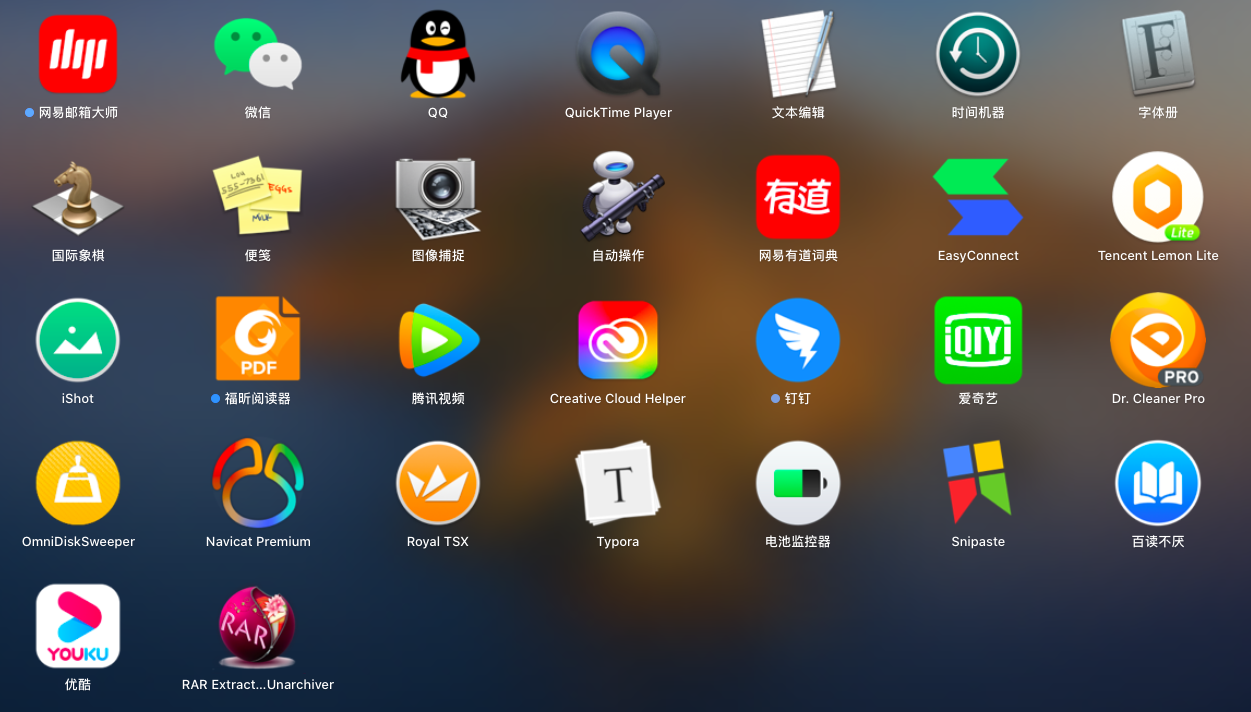 网易邮箱大师
微信
QQ
QuickTime Player
文本编辑
时间机器
F
字体册
国际象棋
Lou
555-7361
EGGS
MILK
便笺
图像捕捉
自动操作
有道
网易有道词典
EasyConnect
Lite
Tencent Lemon Lite
iShot
PDF
福昕阅读器
腾讯视频
Creative Cloud Helper
钉钉
iQIYI
爱奇艺
PRO
Dr. Cleaner Pro
OmniDiskSweeper
Navicat Premium
Royal TSX
T
Typora
电池监控器
Snipaste
百读不厌
YOUKU
优酷
RAR
RAR Extract...Unarchiver